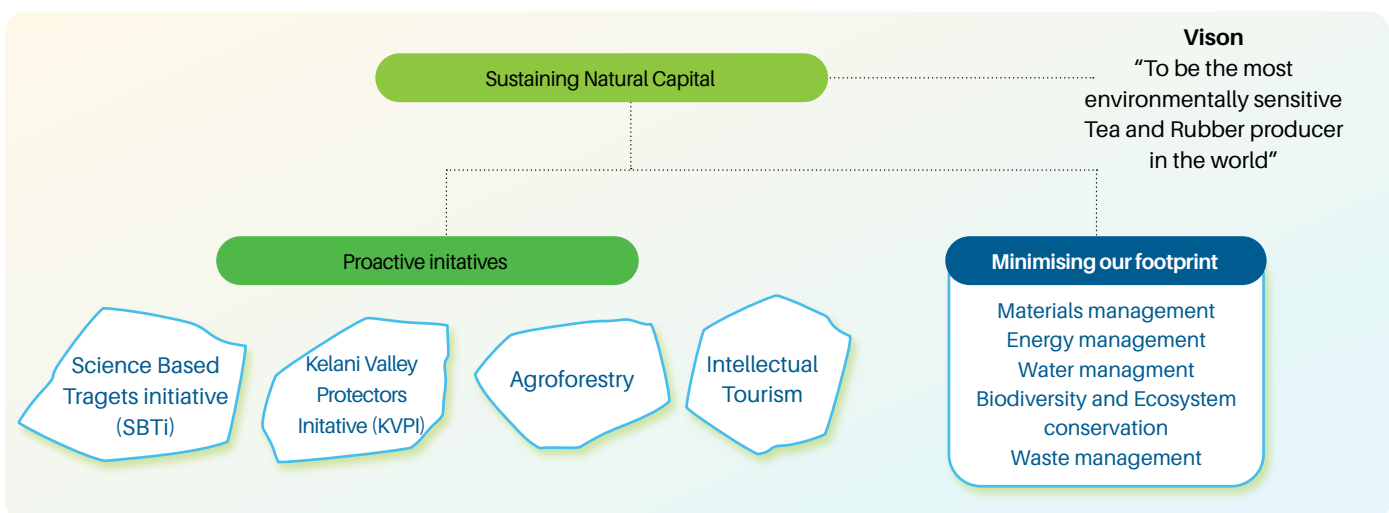 Vison
“To be the most
environmentally sensitive
Tea and Rubber producer
in the world”
Sustaining Natural Capital
Proactive initatives
Minimising our footprint
Science Based
Tragets initiative
(SBTi)
Kelani Valley
Protectors
Initative (KVPI)
Agroforestry
Intellectual
Tourism
Materials management
Energy management
Water managment
Biodiversity and Ecosystem
conservation
Waste management